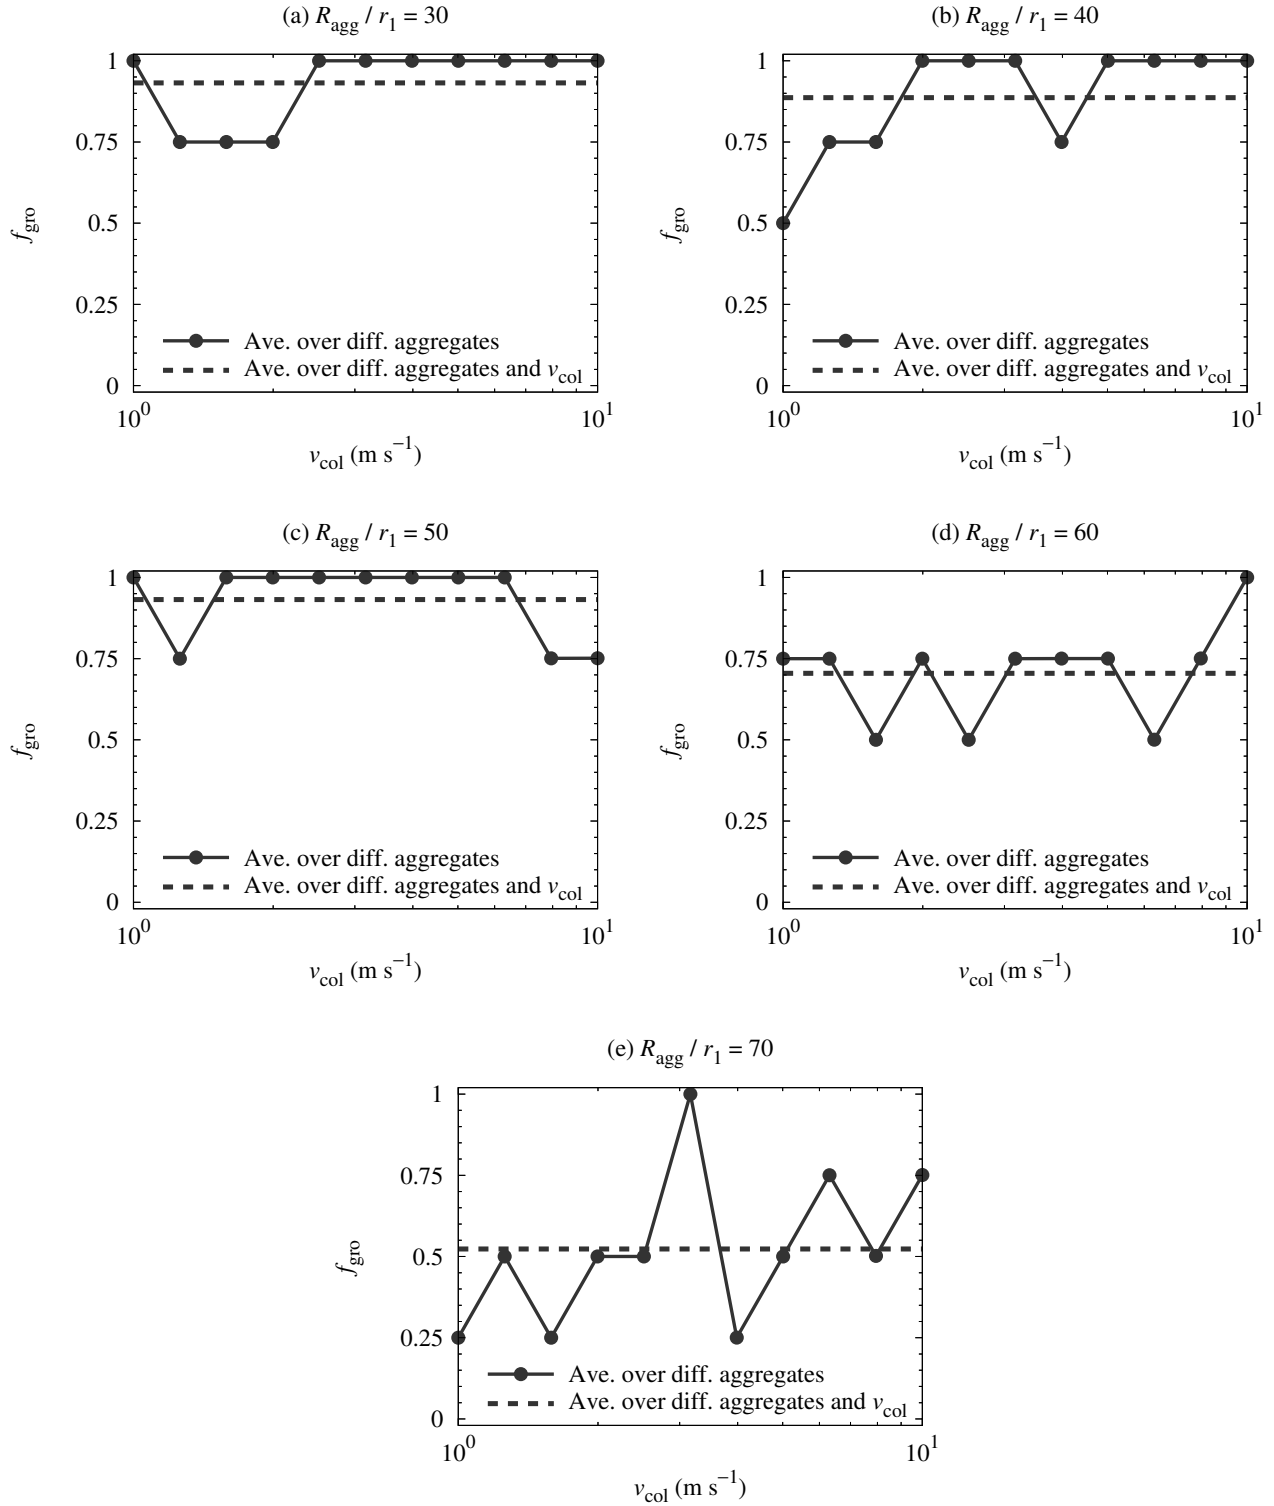 (a) R_agg / r_1 = 30
1
0.75
0.5
0.25
0
f_gro
Ave. over diff. aggregates
Ave. over diff. aggregates and v_col
10^0 10^1
v_col (m s^−1)
(b) R_agg / r_1 = 40
1
0.75
0.5
0.25
0
f_gro
Ave. over diff. aggregates
Ave. over diff. aggregates and v_col
10^0 10^1
v_col (m s^−1)
(c) R_agg / r_1 = 50
1
0.75
0.5
0.25
0
f_gro
Ave. over diff. aggregates
Ave. over diff. aggregates and v_col
10^0 10^1
v_col (m s^−1)
(d) R_agg / r_1 = 60
1
0.75
0.5
0.25
0
f_gro
Ave. over diff. aggregates
Ave. over diff. aggregates and v_col
10^0 10^1
v_col (m s^−1)
(e) R_agg / r_1 = 70
1
0.75
0.5
0.25
0
f_gro
Ave. over diff. aggregates
Ave. over diff. aggregates and v_col
10^0 10^1
v_col (m s^−1)